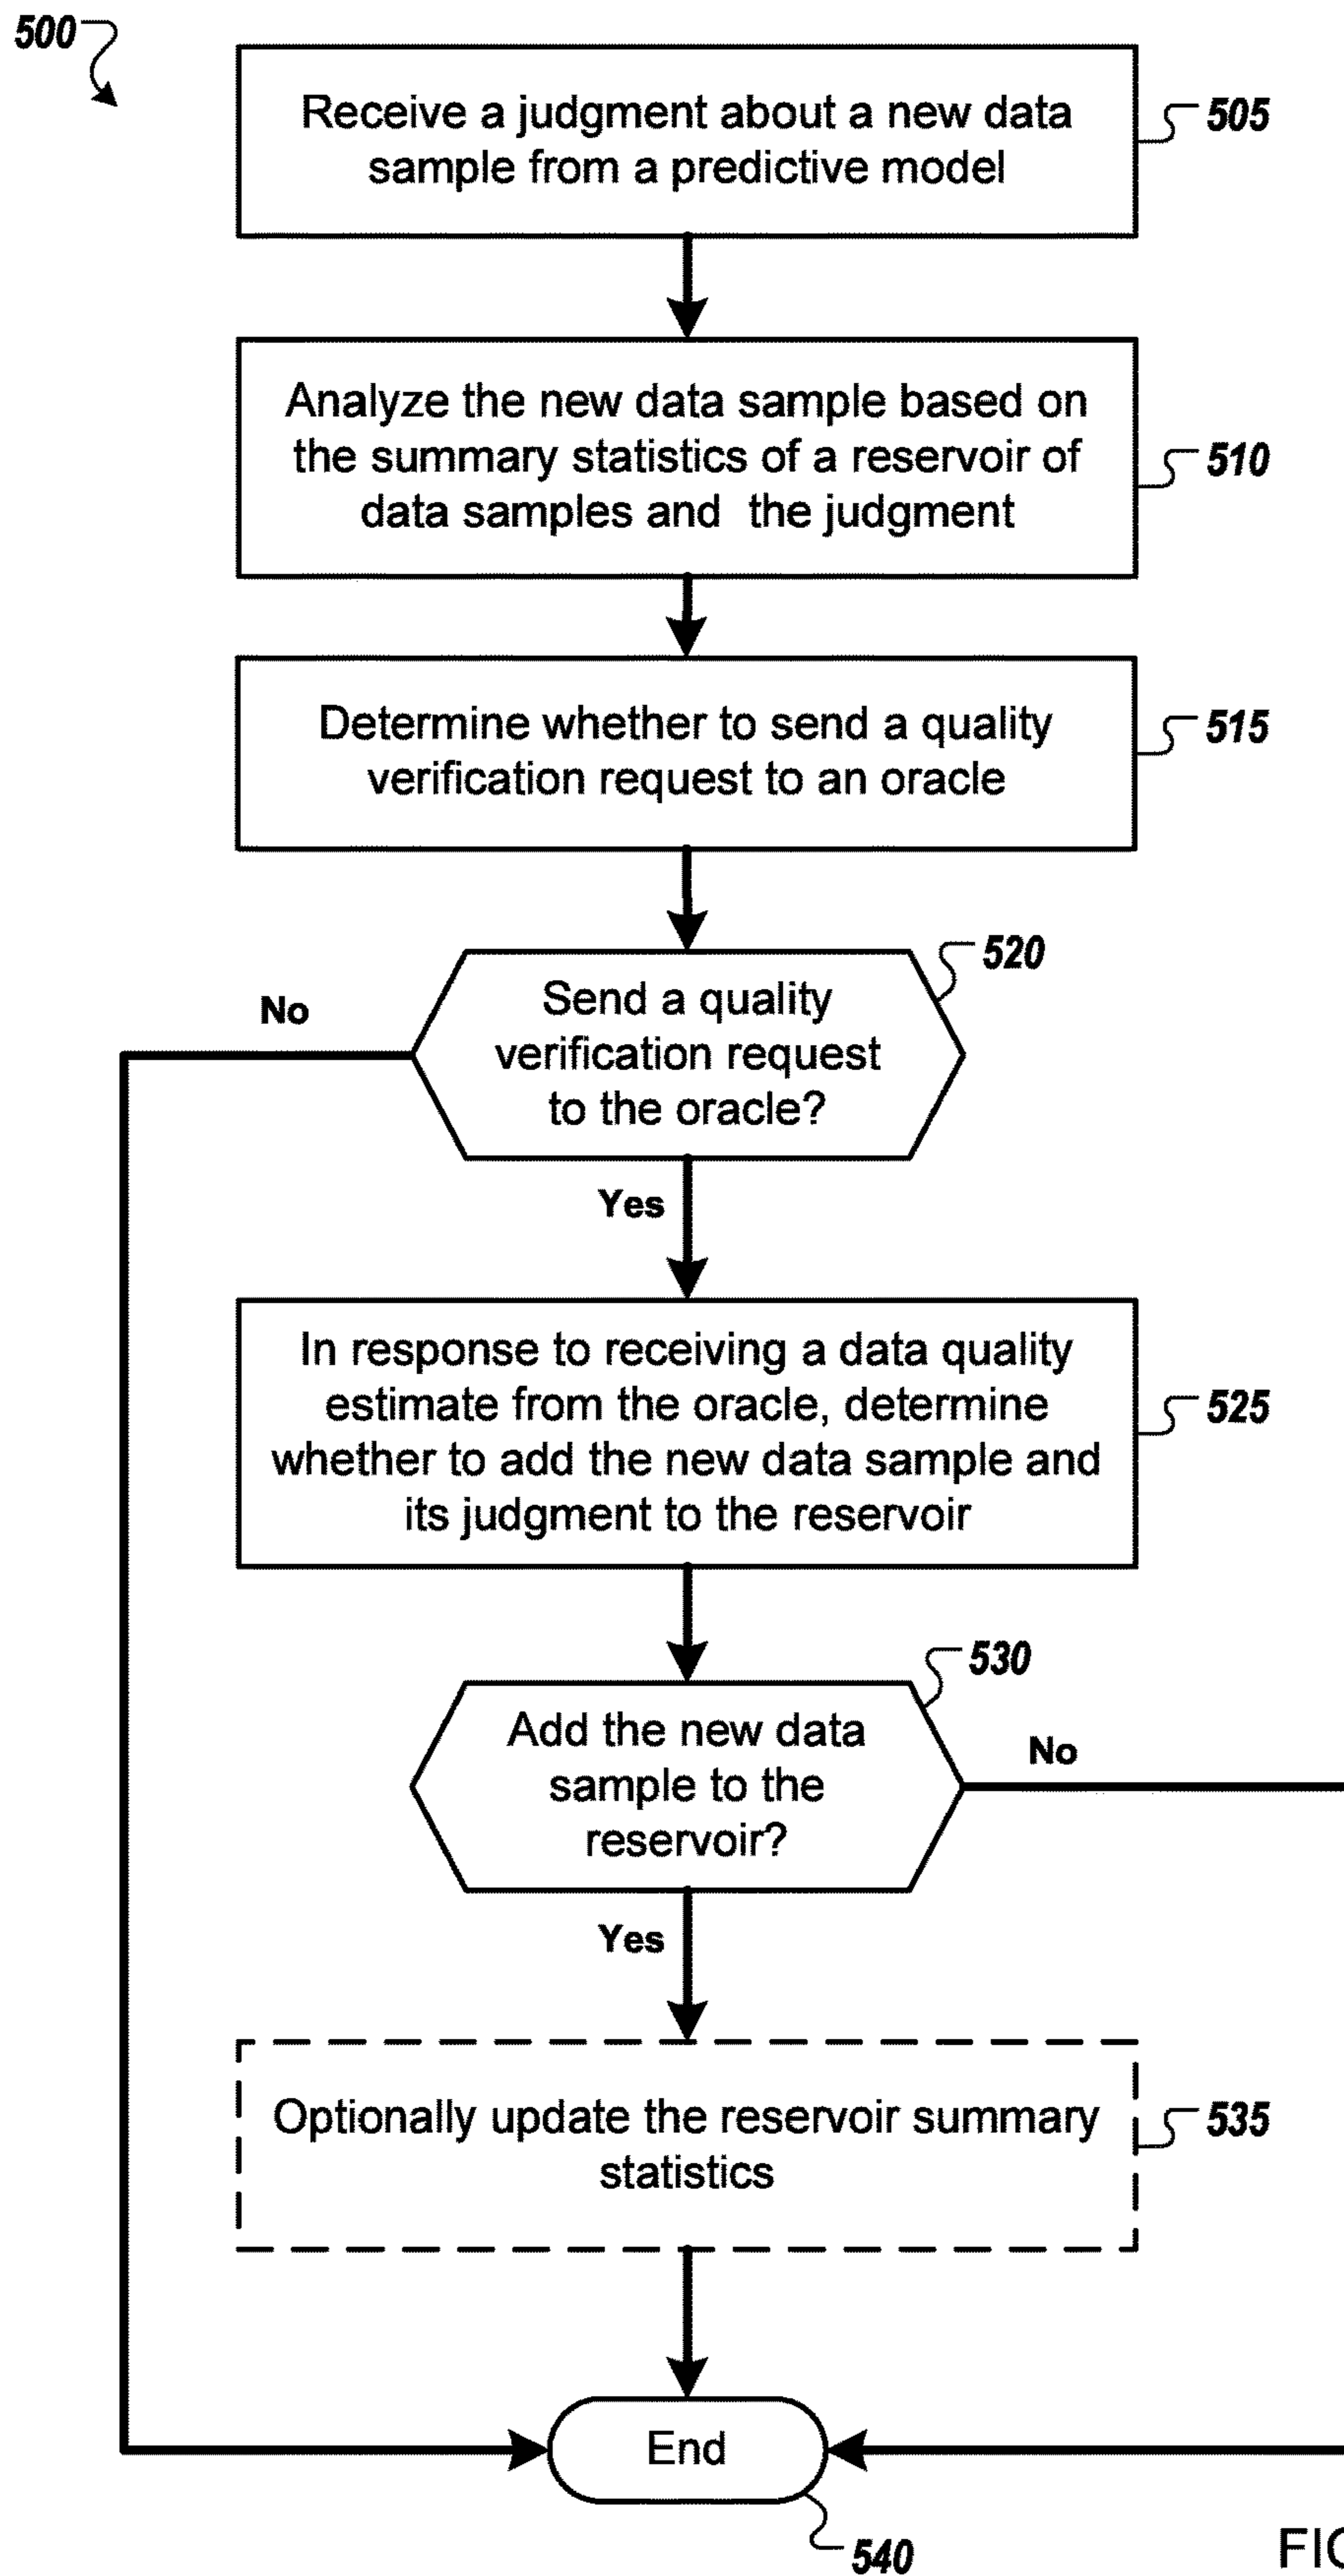 500
Receive a judgment about a new data
sample from a predictive model
505
Analyze the new data sample based on
the summary statistics of a reservoir of
data samples and the judgment
510
Determine whether to send a quality
verification request to an oracle
515
520
Send a quality
verification request
to the oracle?
No
Yes
In response to receiving a data quality
estimate from the oracle, determine
whether to add the new data sample and
its judgment to the reservoir
525
530
Add the new data
sample to the
reservoir?
No
Yes
Optionally update the reservoir summary
statistics
535
End
540